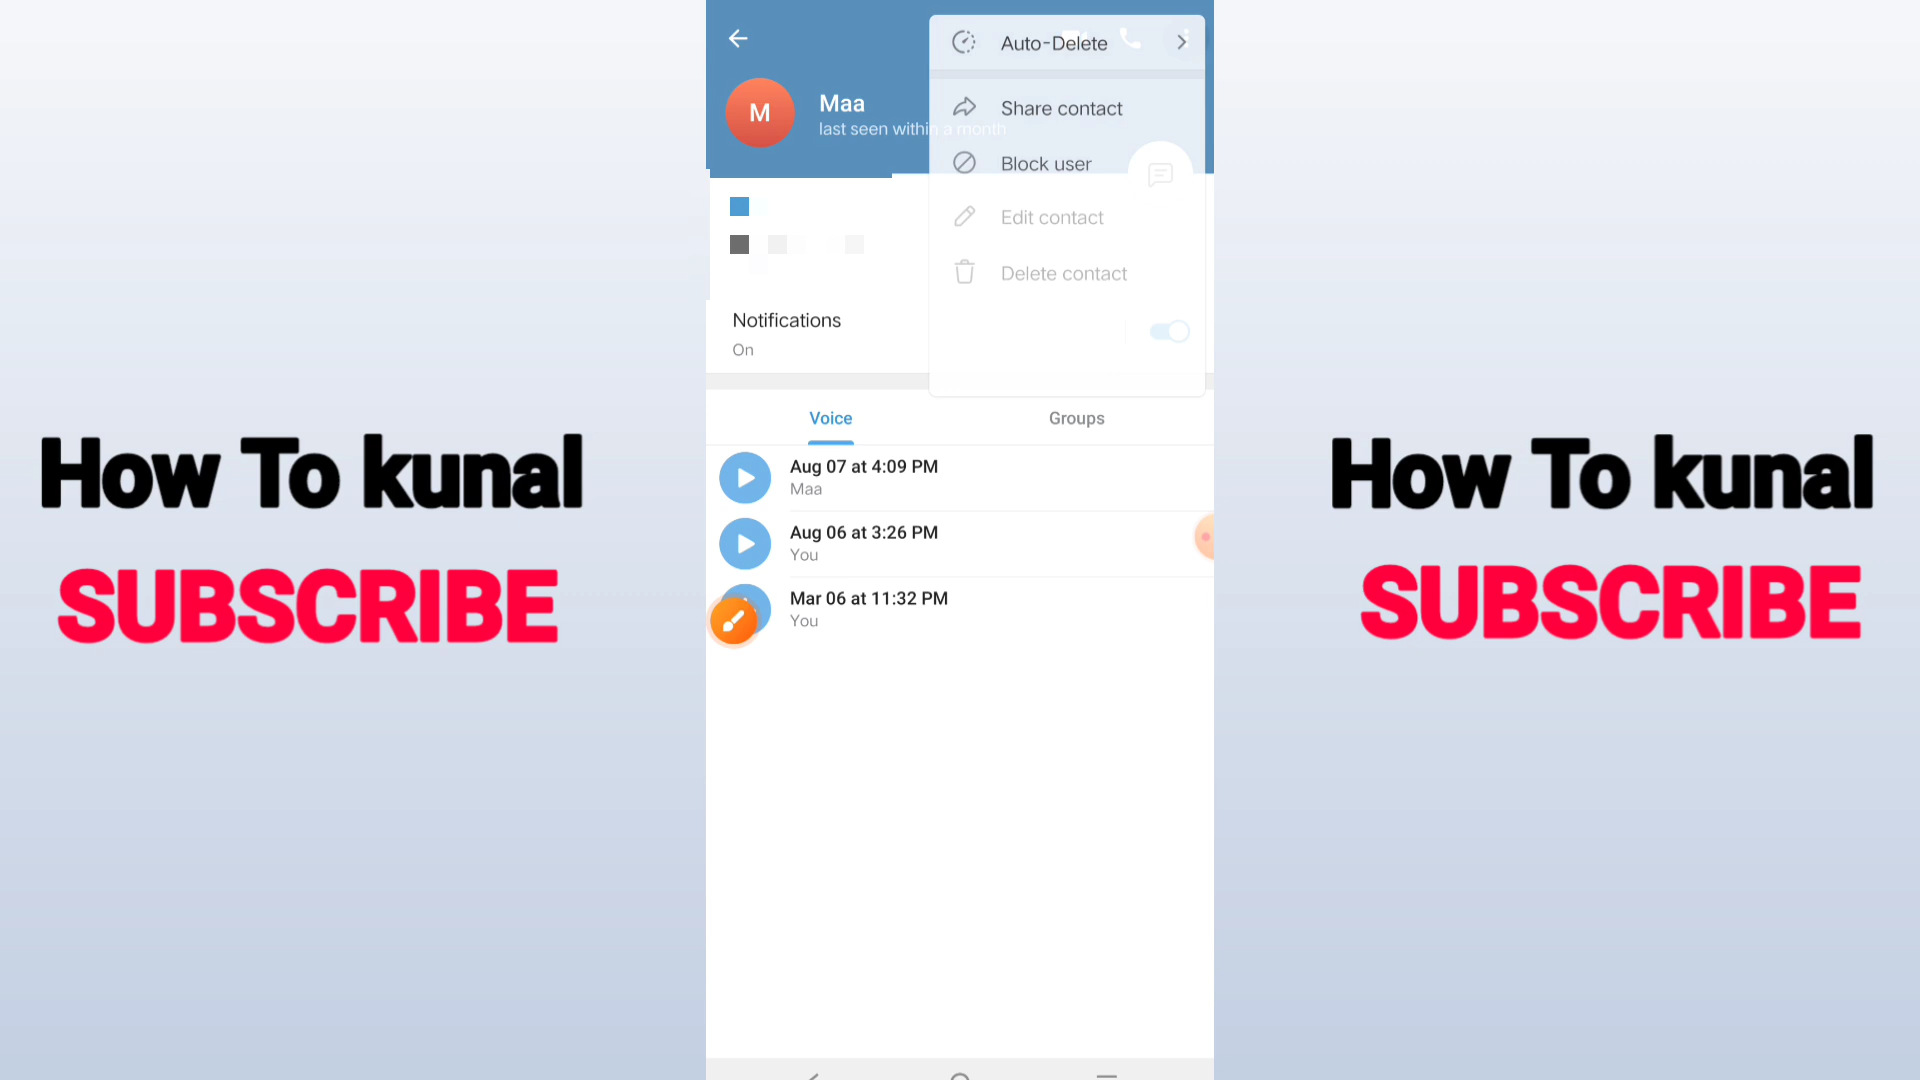 Auto-Delete
M
Maa
last seen within a month
Share contact
Block user
Edit contact
Delete contact
Notifications
On
Voice
Groups
Aug 07 at 4:09 PM
Maa
Aug 06 at 3:26 PM
You
Mar 06 at 11:32 PM
You
How To kunal
SUBSCRIBE
How To kunal
SUBSCRIBE